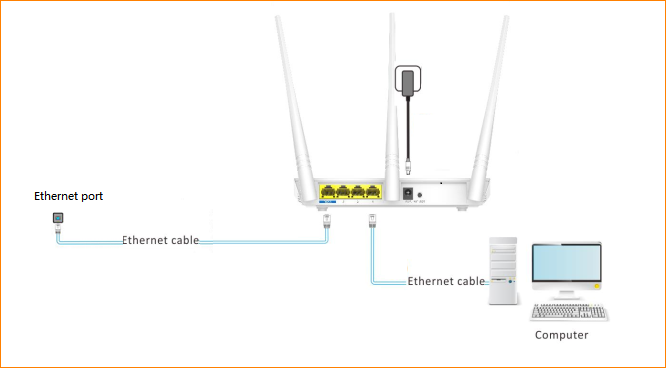 Ethernet port
Ethernet cable
Ethernet cable
Computer